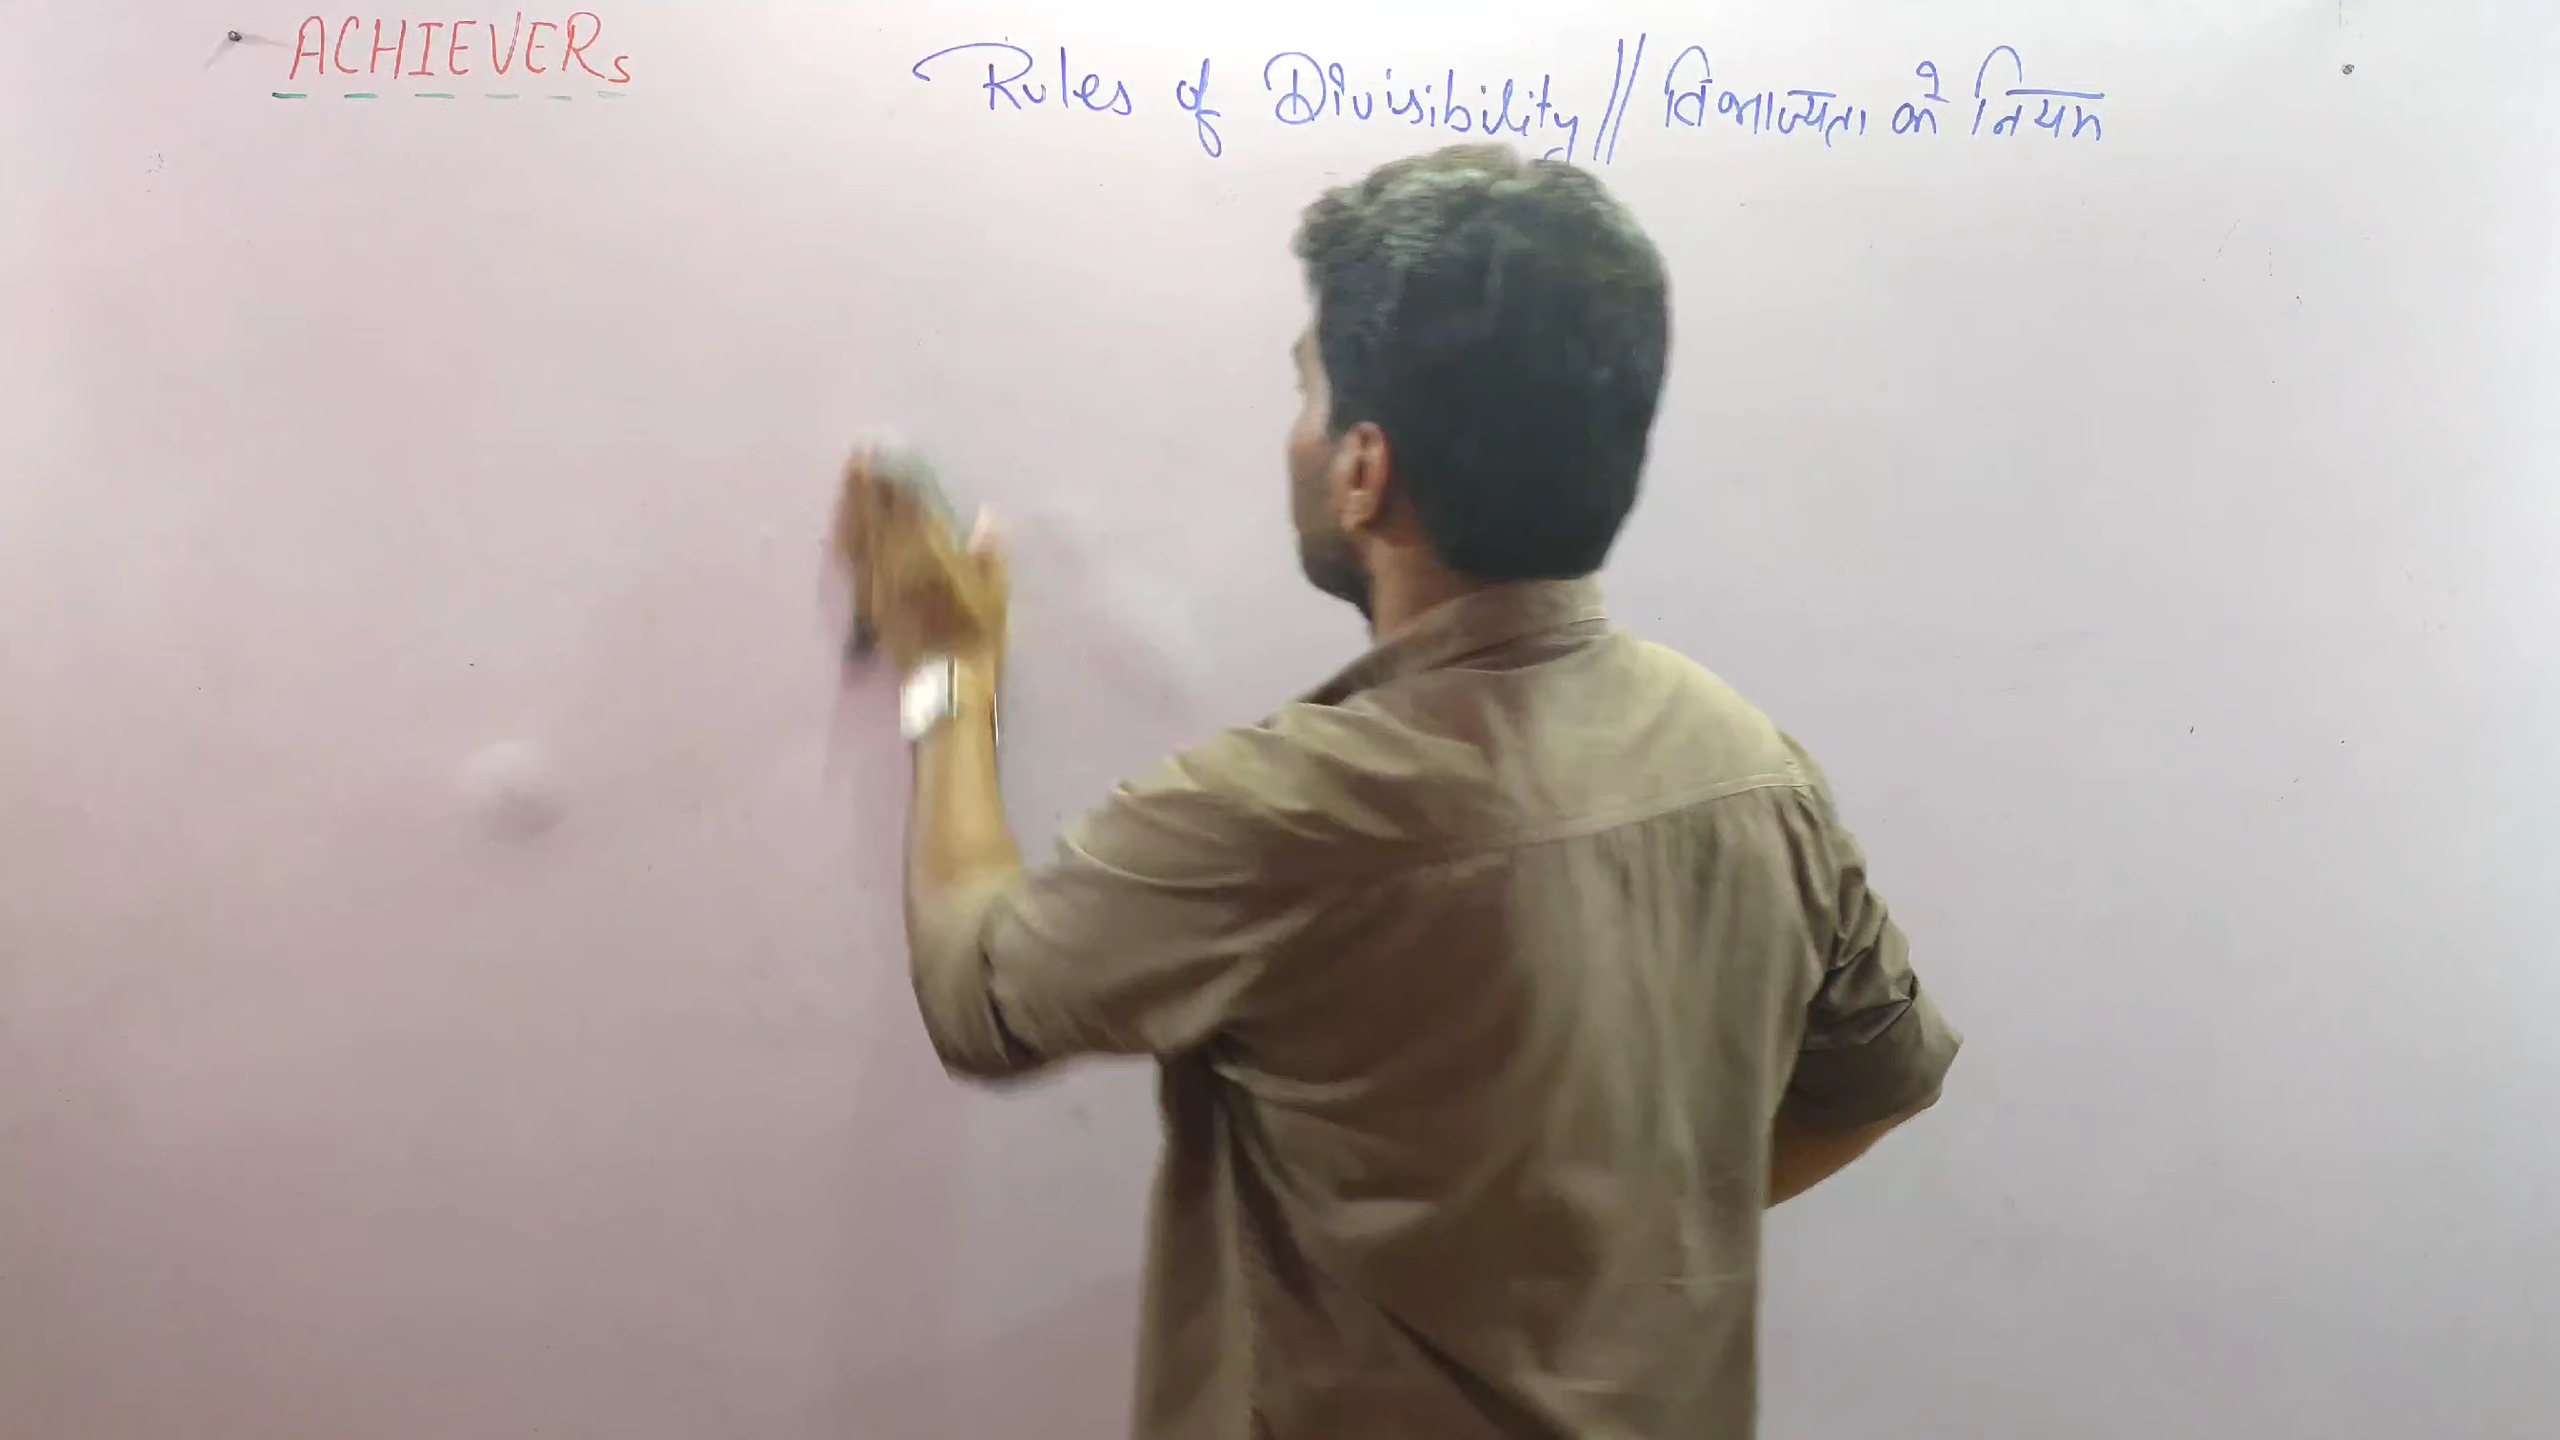 ACHIEVERs
Rules of Divisibility // विभाज्यता के नियम